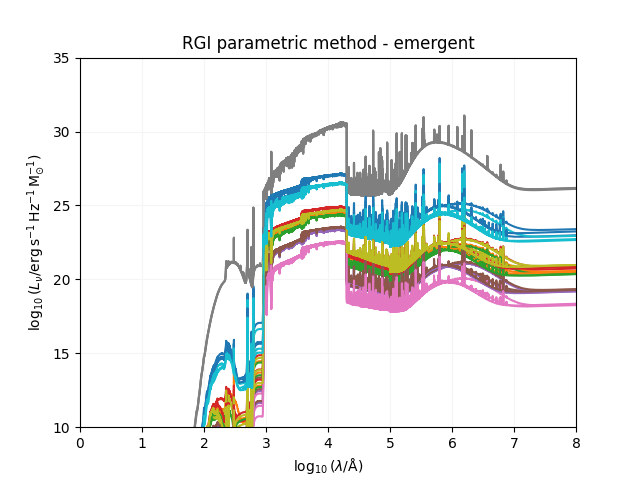 RGI parametric method - emergent
35
30
25
20
15
10
0 1 2 3 4 5 6 7 8
log₁₀ (Lν/erg s⁻¹ Hz⁻¹ M⊙⁻¹)
log₁₀ (λ/Å)